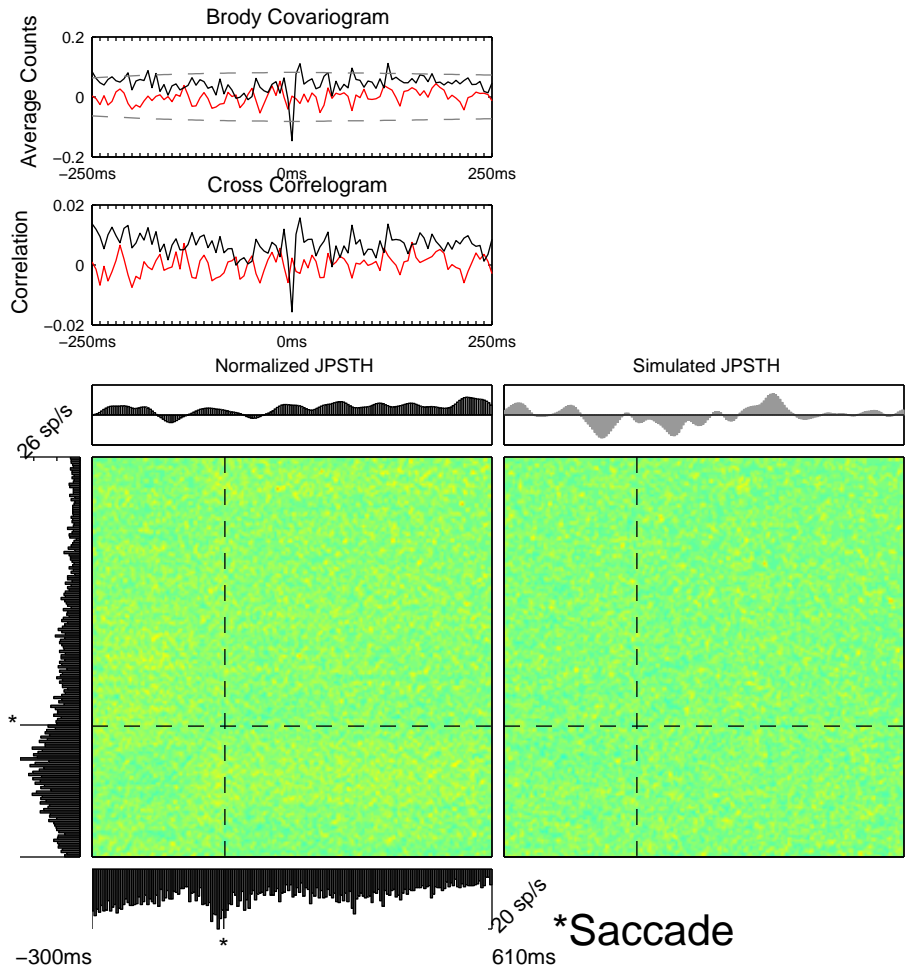 Brody Covariogram
Average Counts
0.2
0
−0.2
−250ms
0ms
250ms
Cross Correlogram
Correlation
0.02
0
−0.02
−250ms
0ms
250ms
Normalized JPSTH
Simulated JPSTH
26 sp/s
*
20 sp/s
*
*Saccade
−300ms
610ms